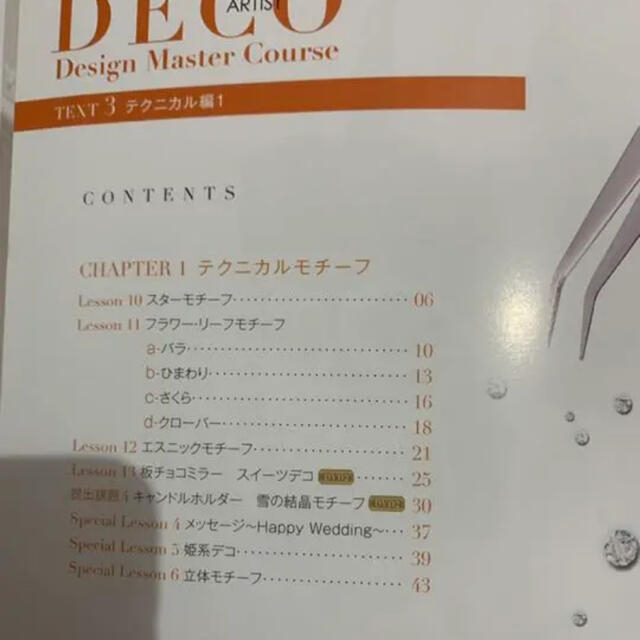 DECO
ARTIST
Design Master Course
TEXT 3 テクニカル編1
CONTENTS
CHAPTER 1 テクニカルモチーフ
Lesson 10 スターモチーフ 06
Lesson 11 フラワー・リーフモチーフ
a-バラ 10
b-ひまわり 13
c-さくら 16
d-クローバー 18
Lesson 12 エスニックモチーフ 21
Lesson 13 板チョコミラー スイーツデコ 25
提出課題4 キャンドルホルダー 雪の結晶モチーフ 30
Special Lesson 4 メッセージ〜Happy Wedding〜 37
Special Lesson 5 姫系デコ 39
Special Lesson 6 立体モチーフ 43